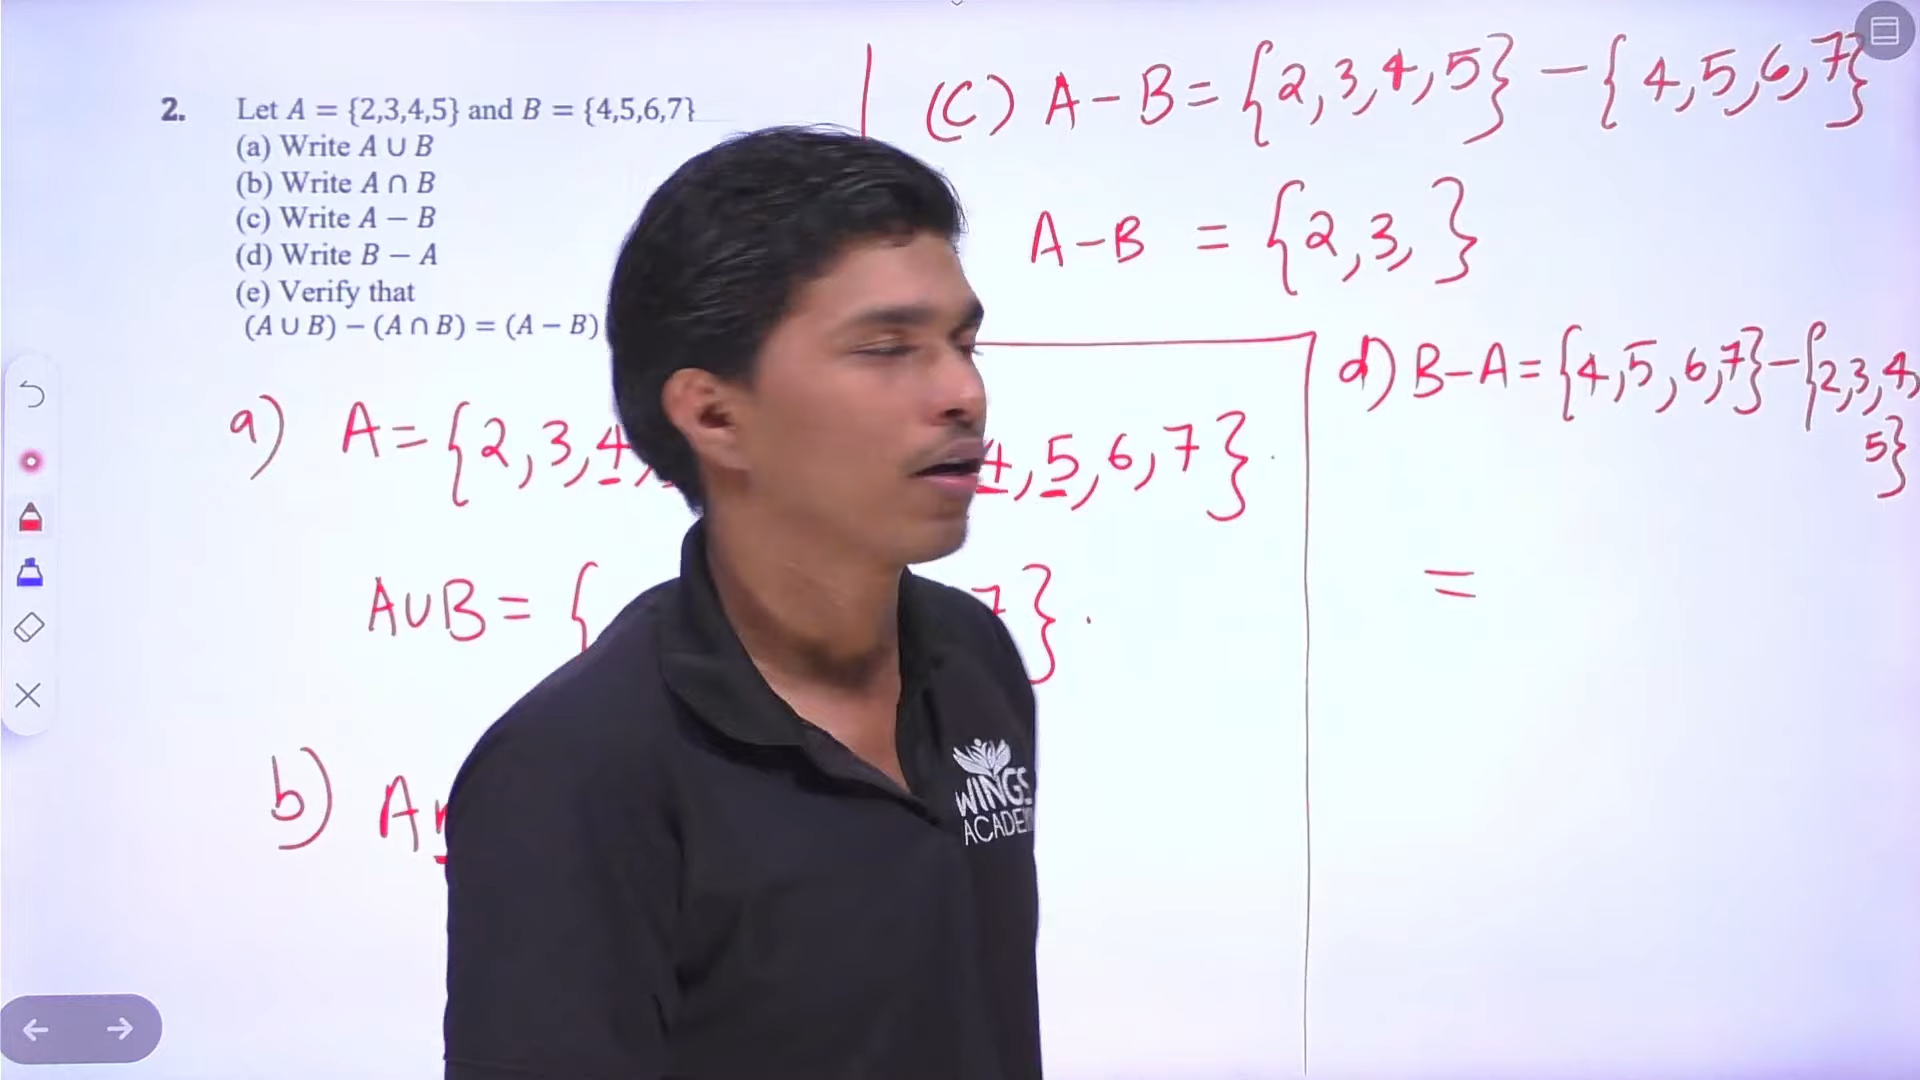 2. Let A = {2,3,4,5} and B = {4,5,6,7}
(a) Write A ∪ B
(b) Write A ∩ B
(c) Write A − B
(d) Write B − A
(e) Verify that
(A ∪ B) − (A ∩ B) = (A − B)
a) A = {2,3,4, 4,5,6,7}.
A∪B = { 7}.
b) A
(C) A − B = {2,3,4,5} − {4,5,6,7}
A − B = {2,3, }
d) B − A = {4,5,6,7} − {2,3,4,
5}
=
WINGS
ACADEM